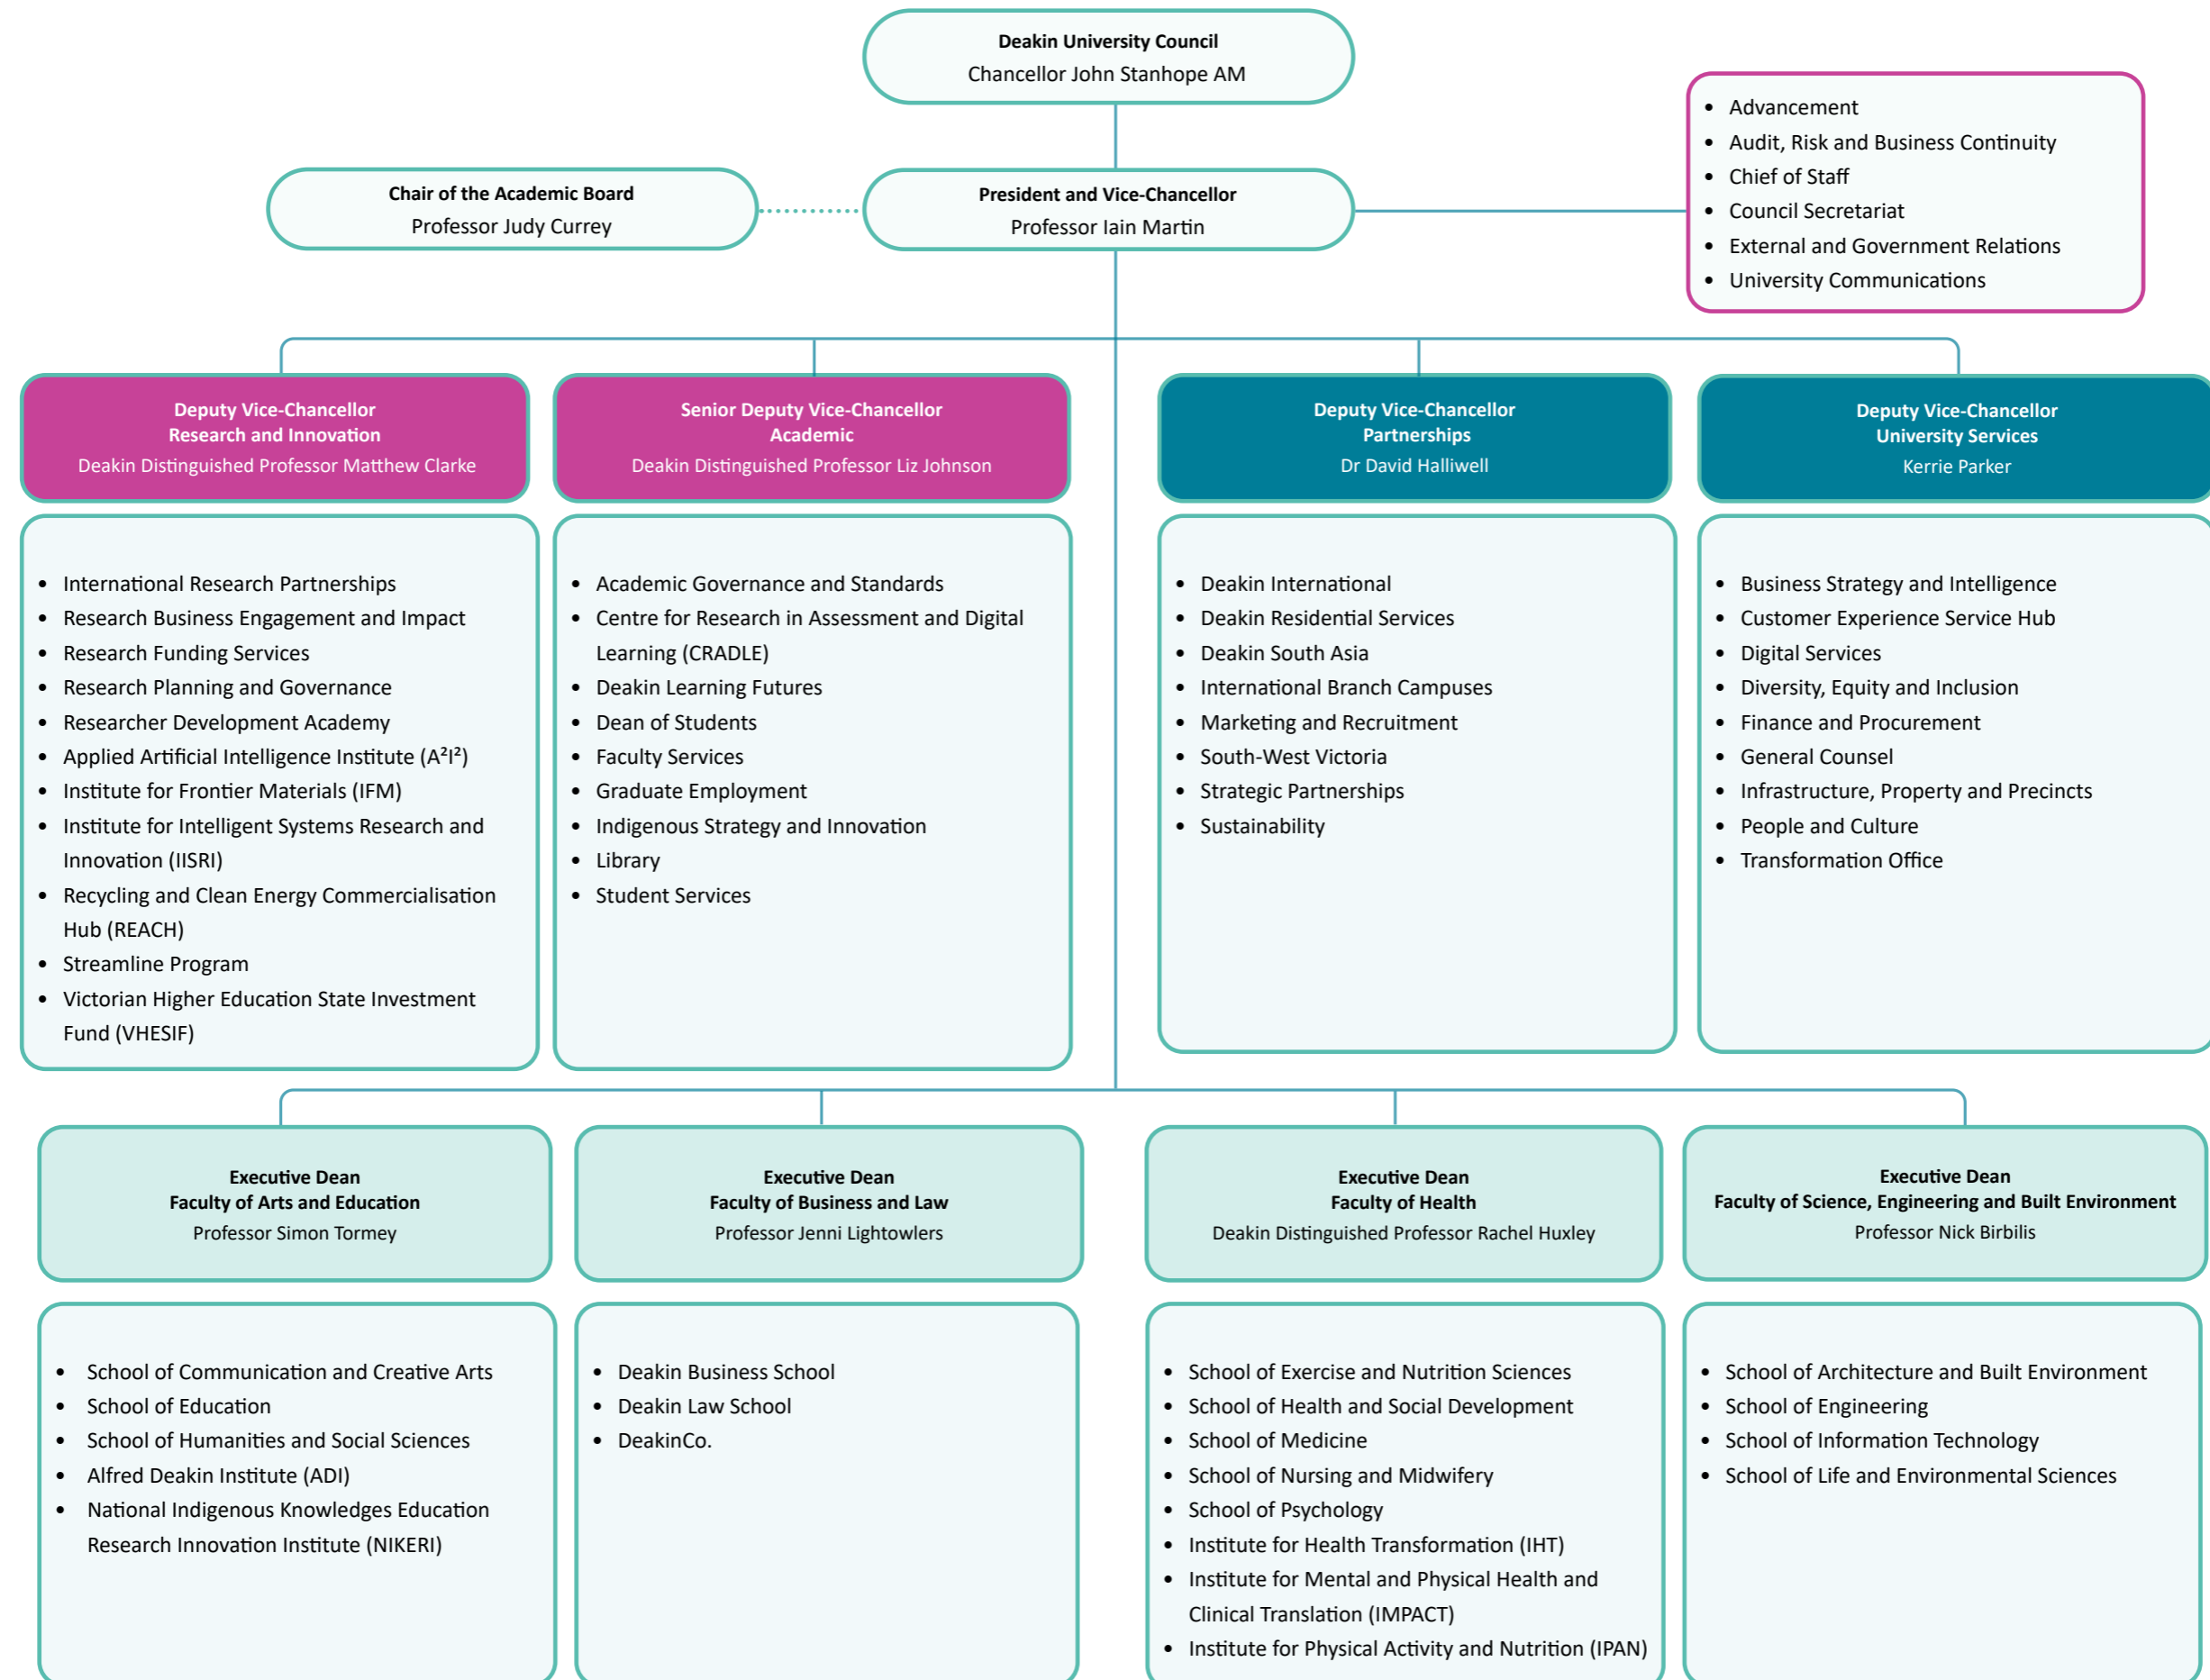 Deakin University Council
Chancellor John Stanhope AM
• Advancement
• Audit, Risk and Business Continuity
• Chief of Staff
• Council Secretariat
• External and Government Relations
• University Communications
Chair of the Academic Board
Professor Judy Currey
President and Vice-Chancellor
Professor Iain Martin
Deputy Vice-Chancellor
Research and Innovation
Deakin Distinguished Professor Matthew Clarke
• International Research Partnerships
• Research Business Engagement and Impact
• Research Funding Services
• Research Planning and Governance
• Researcher Development Academy
• Applied Artificial Intelligence Institute (A²I²)
• Institute for Frontier Materials (IFM)
• Institute for Intelligent Systems Research and
Innovation (IISRI)
• Recycling and Clean Energy Commercialisation
Hub (REACH)
• Streamline Program
• Victorian Higher Education State Investment
Fund (VHESIF)
Senior Deputy Vice-Chancellor
Academic
Deakin Distinguished Professor Liz Johnson
• Academic Governance and Standards
• Centre for Research in Assessment and Digital
Learning (CRADLE)
• Deakin Learning Futures
• Dean of Students
• Faculty Services
• Graduate Employment
• Indigenous Strategy and Innovation
• Library
• Student Services
Deputy Vice-Chancellor
Partnerships
Dr David Halliwell
• Deakin International
• Deakin Residential Services
• Deakin South Asia
• International Branch Campuses
• Marketing and Recruitment
• South-West Victoria
• Strategic Partnerships
• Sustainability
Deputy Vice-Chancellor
University Services
Kerrie Parker
• Business Strategy and Intelligence
• Customer Experience Service Hub
• Digital Services
• Diversity, Equity and Inclusion
• Finance and Procurement
• General Counsel
• Infrastructure, Property and Precincts
• People and Culture
• Transformation Office
Executive Dean
Faculty of Arts and Education
Professor Simon Tormey
• School of Communication and Creative Arts
• School of Education
• School of Humanities and Social Sciences
• Alfred Deakin Institute (ADI)
• National Indigenous Knowledges Education
Research Innovation Institute (NIKERI)
Executive Dean
Faculty of Business and Law
Professor Jenni Lightowlers
• Deakin Business School
• Deakin Law School
• DeakinCo.
Executive Dean
Faculty of Health
Deakin Distinguished Professor Rachel Huxley
• School of Exercise and Nutrition Sciences
• School of Health and Social Development
• School of Medicine
• School of Nursing and Midwifery
• School of Psychology
• Institute for Health Transformation (IHT)
• Institute for Mental and Physical Health and
Clinical Translation (IMPACT)
• Institute for Physical Activity and Nutrition (IPAN)
Executive Dean
Faculty of Science, Engineering and Built Environment
Professor Nick Birbilis
• School of Architecture and Built Environment
• School of Engineering
• School of Information Technology
• School of Life and Environmental Sciences